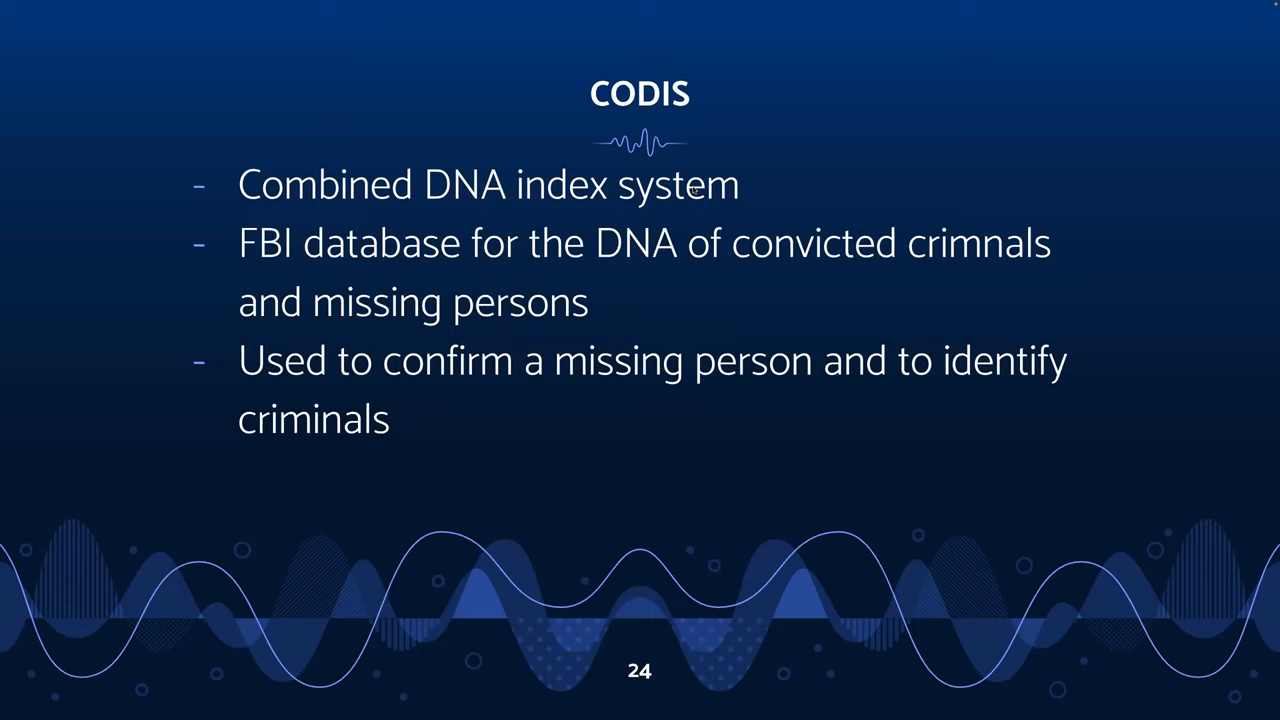 CODIS
- Combined DNA index system
- FBI database for the DNA of convicted crimnals
and missing persons
- Used to confirm a missing person and to identify
criminals
24